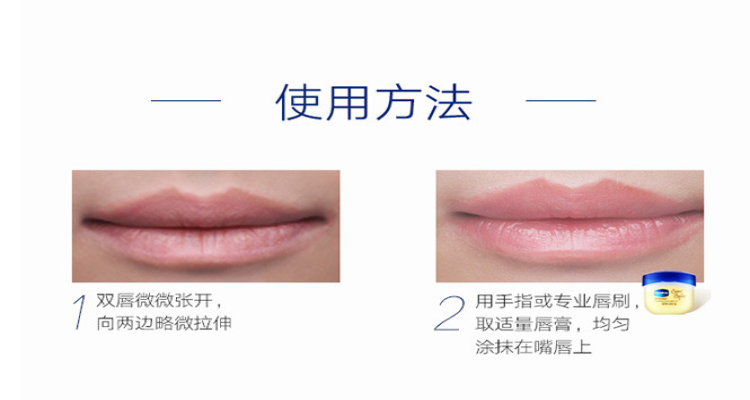 使用方法
1 双唇微微张开，
向两边略微拉伸
2 用手指或专业唇刷，
取适量唇膏，均匀
涂抹在嘴唇上